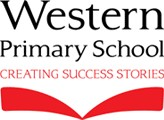 Western
Primary School
CREATING SUCCESS STORIES